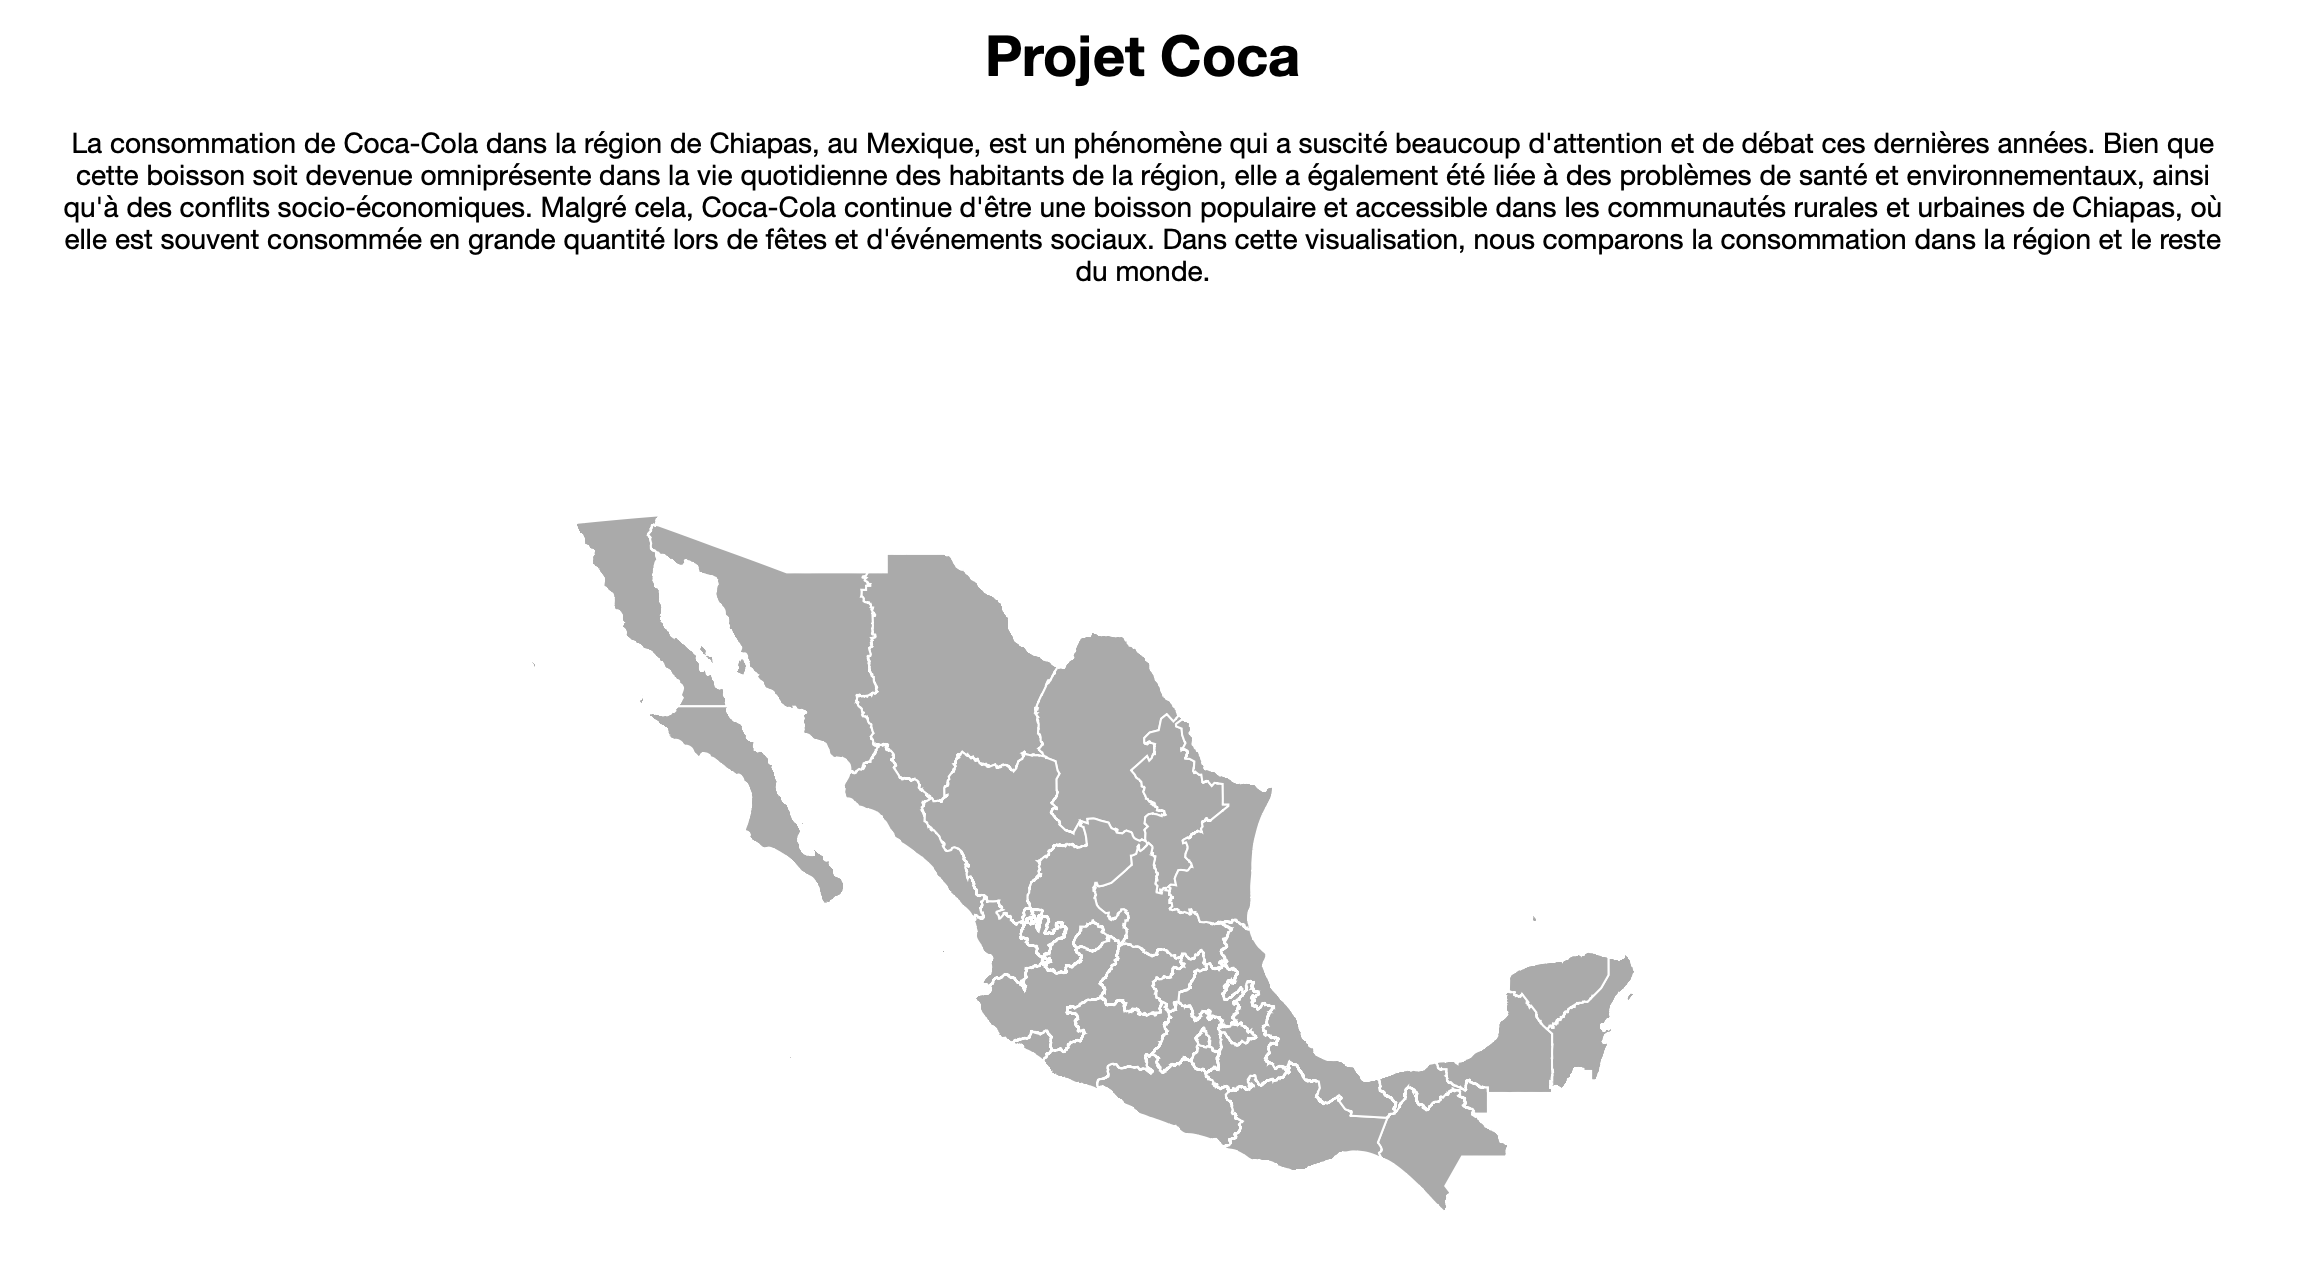 Projet Coca
La consommation de Coca-Cola dans la région de Chiapas, au Mexique, est un phénomène qui a suscité beaucoup d'attention et de débat ces dernières années. Bien que
cette boisson soit devenue omniprésente dans la vie quotidienne des habitants de la région, elle a également été liée à des problèmes de santé et environnementaux, ainsi
qu'à des conflits socio-économiques. Malgré cela, Coca-Cola continue d'être une boisson populaire et accessible dans les communautés rurales et urbaines de Chiapas, où
elle est souvent consommée en grande quantité lors de fêtes et d'événements sociaux. Dans cette visualisation, nous comparons la consommation dans la région et le reste
du monde.